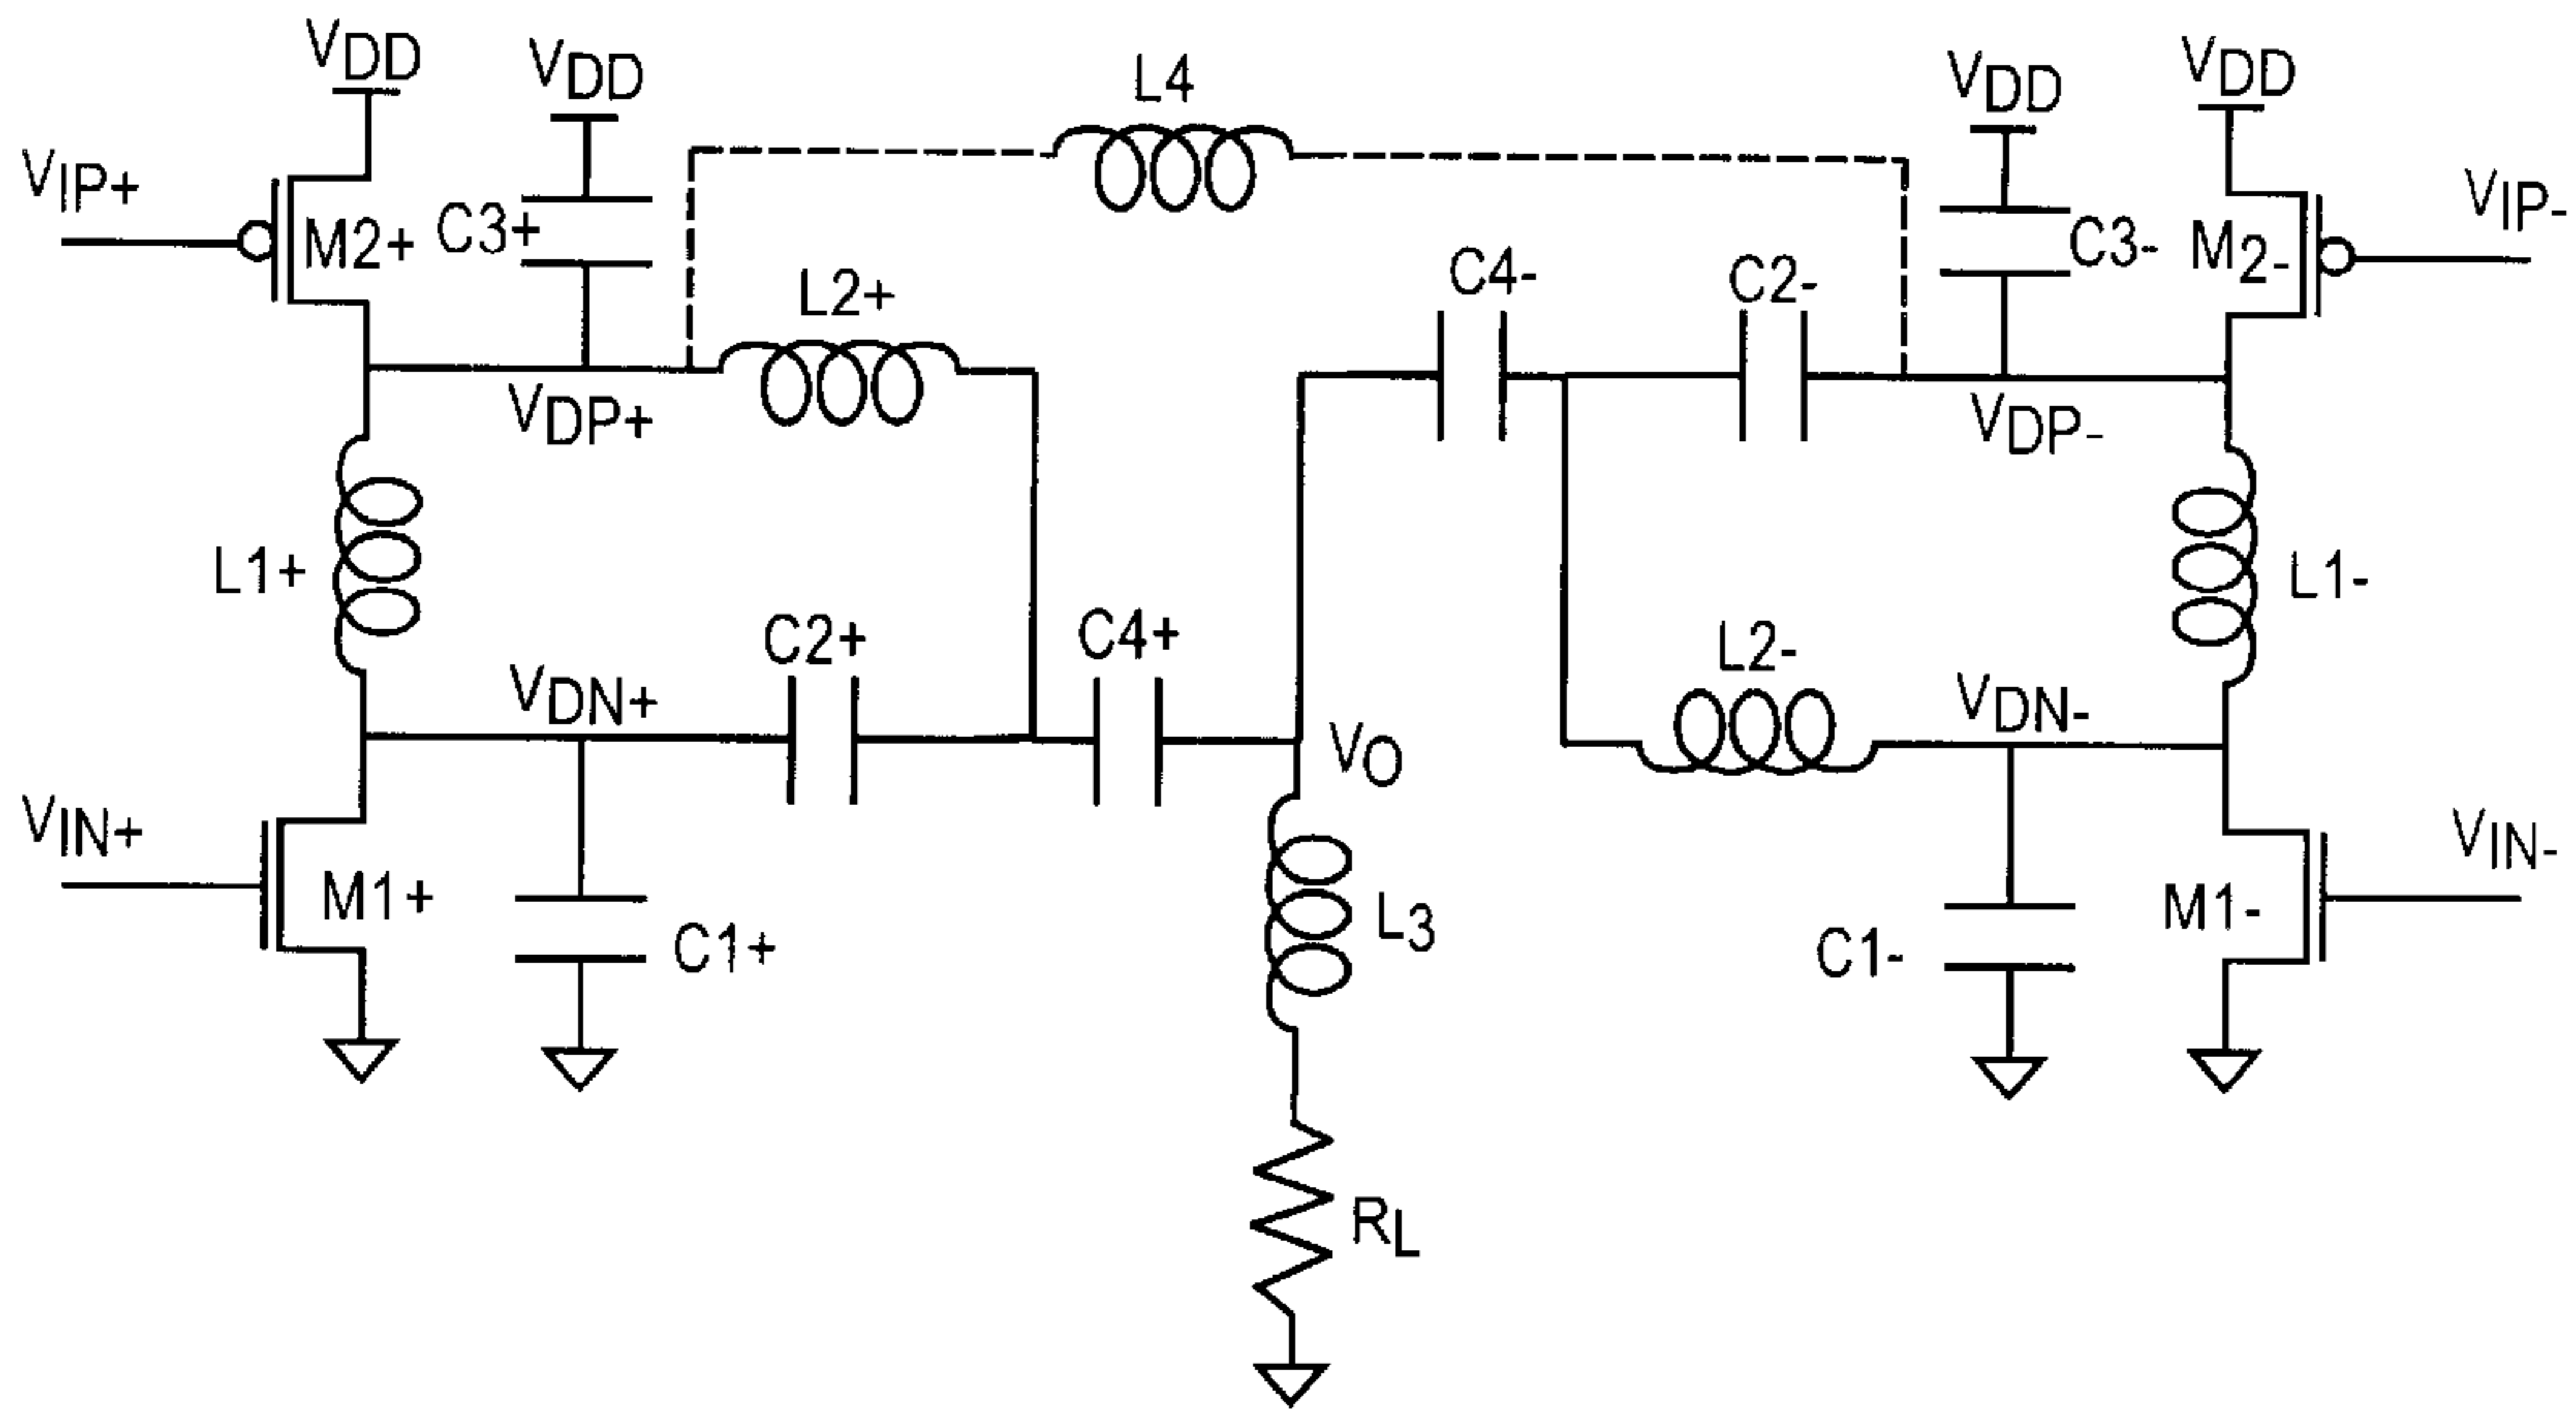 VDD
VDD
L4
VDD
VDD
VIP+
M2+
C3+
L2+
C4-
C2-
C3-
M2-
VIP-
VDP+
VDP-
L1+
L1-
C2+
C4+
L2-
VDN+
VDN-
VO
VIN+
M1+
C1+
L3
C1-
M1-
VIN-
RL